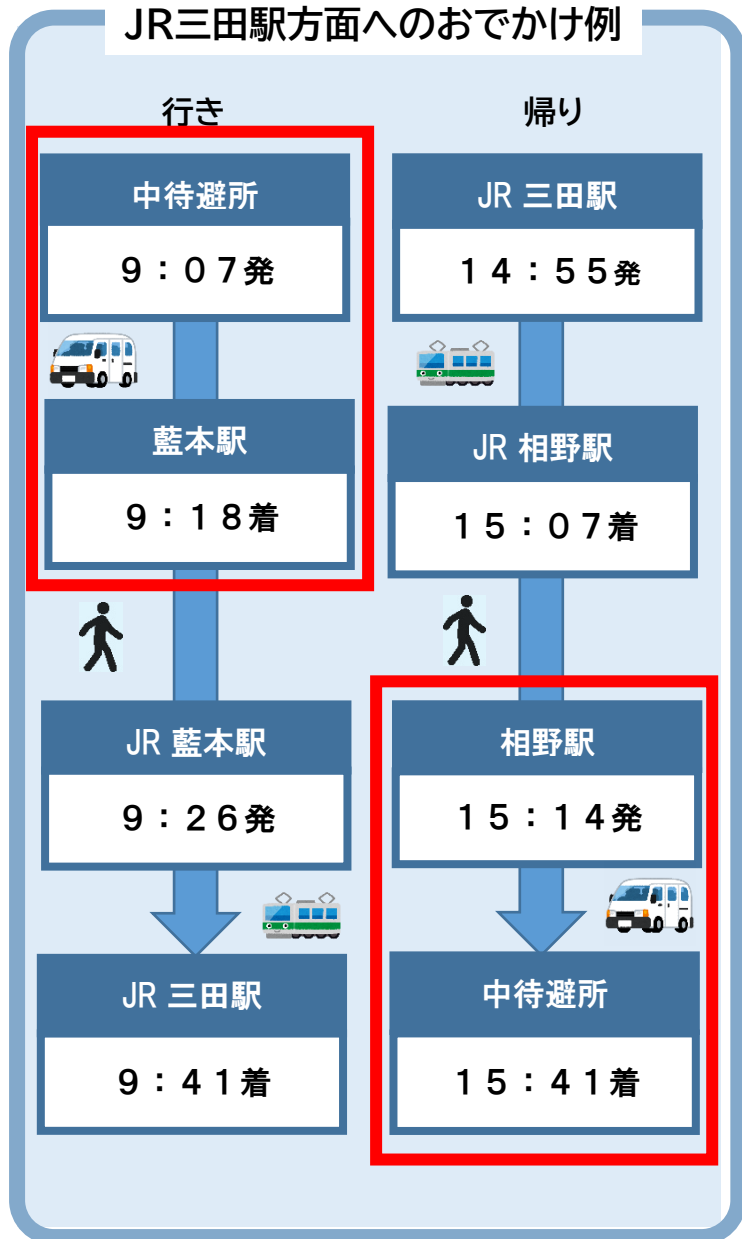 JR三田駅方面へのおでかけ例
行き
中待避所
9：07発
藍本駅
9：18着
JR 藍本駅
9：26発
JR 三田駅
9：41着
帰り
JR 三田駅
14：55発
JR 相野駅
15：07着
相野駅
15：14発
中待避所
15：41着